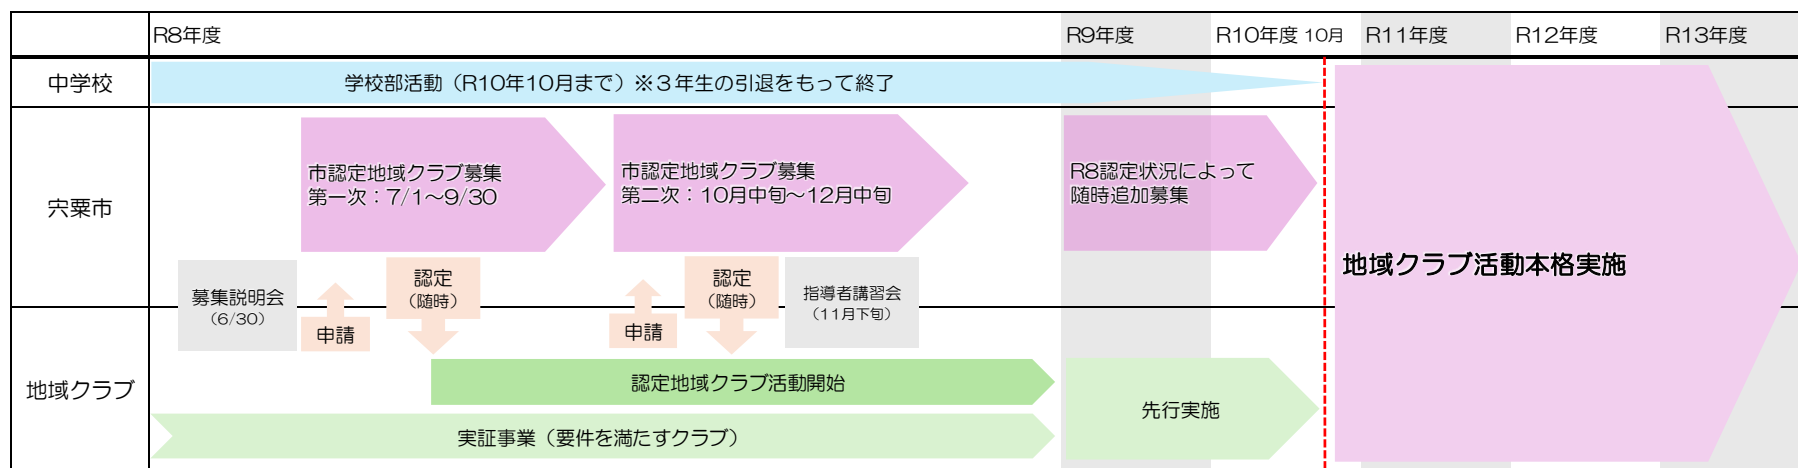 R8年度
R9年度
R10年度 10月
R11年度
R12年度
R13年度
中学校
学校部活動（R10年10月まで）※3年生の引退をもって終了
宍粟市
市認定地域クラブ募集
第一次：7/1～9/30
市認定地域クラブ募集
第二次：10月中旬～12月中旬
R8認定状況によって
随時追加募集
地域クラブ活動本格実施
募集説明会
（6/30）
申請
認定
（随時）
申請
認定
（随時）
指導者講習会
（11月下旬）
地域クラブ
認定地域クラブ活動開始
先行実施
実証事業（要件を満たすクラブ）